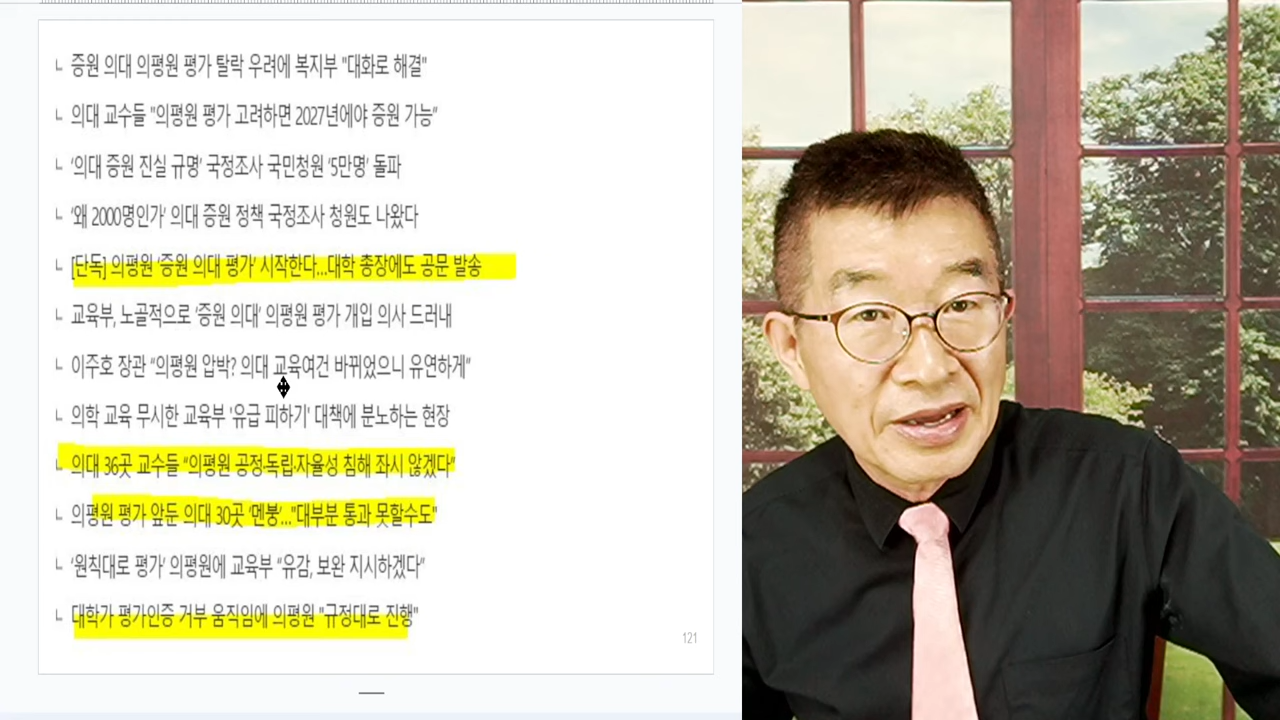 ㄴ 증원 의대 의평원 평가 탈락 우려에 복지부 "대화로 해결"
ㄴ 의대 교수들 "의평원 평가 고려하면 2027년에야 증원 가능"
ㄴ ‘의대 증원 진실 규명’ 국정조사 국민청원 ‘5만명’ 돌파
ㄴ ‘왜 2000명인가’ 의대 증원 정책 국정조사 청원도 나왔다
ㄴ [단독] 의평원 ‘증원 의대 평가’ 시작한다...대학 총장에도 공문 발송
ㄴ 교육부, 노골적으로 ‘증원 의대’ 의평원 평가 개입 의사 드러내
ㄴ 이주호 장관 “의평원 압박? 의대 교육여건 바뀌었으니 유연하게”
ㄴ 의학 교육 무시한 교육부 '유급 피하기' 대책에 분노하는 현장
ㄴ 의대 36곳 교수들 “의평원 공정·독립·자율성 침해 좌시 않겠다”
ㄴ 의평원 평가 앞둔 의대 30곳 ‘멘붕’..."대부분 통과 못할수도"
ㄴ ‘원칙대로 평가’ 의평원에 교육부 “유감, 보완 지시하겠다”
ㄴ 대학가 평가인증 거부 움직임에 의평원 "규정대로 진행"
121